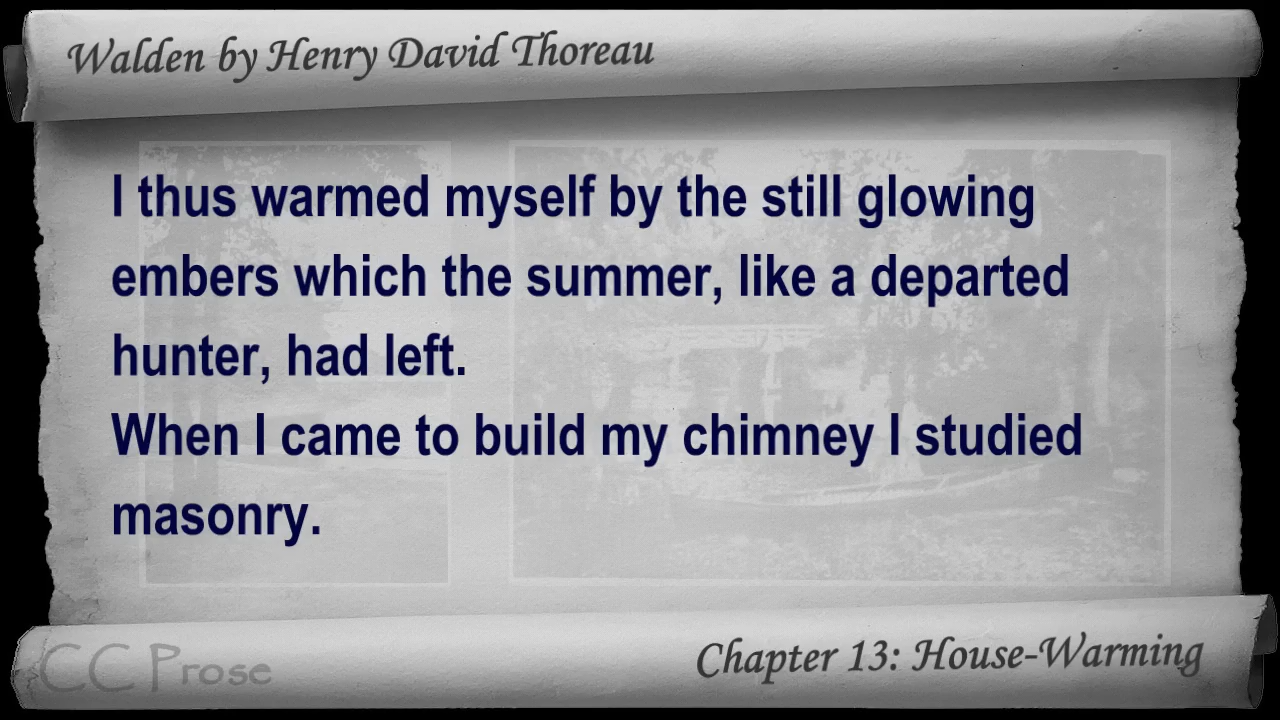 Walden by Henry David Thoreau
I thus warmed myself by the still glowing
embers which the summer, like a departed
hunter, had left.
When I came to build my chimney I studied
masonry.
CC Prose
Chapter 13: House-Warming